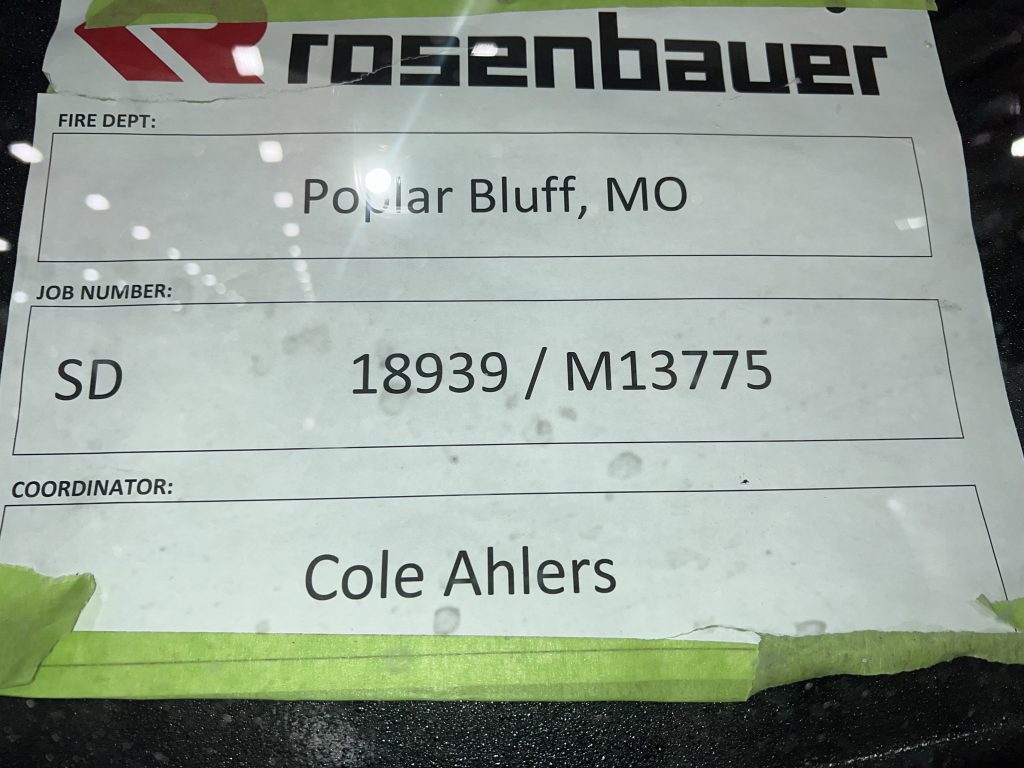 rosenbauer
FIRE DEPT:
Poplar Bluff, MO
JOB NUMBER:
SD 18939 / M13775
COORDINATOR:
Cole Ahlers